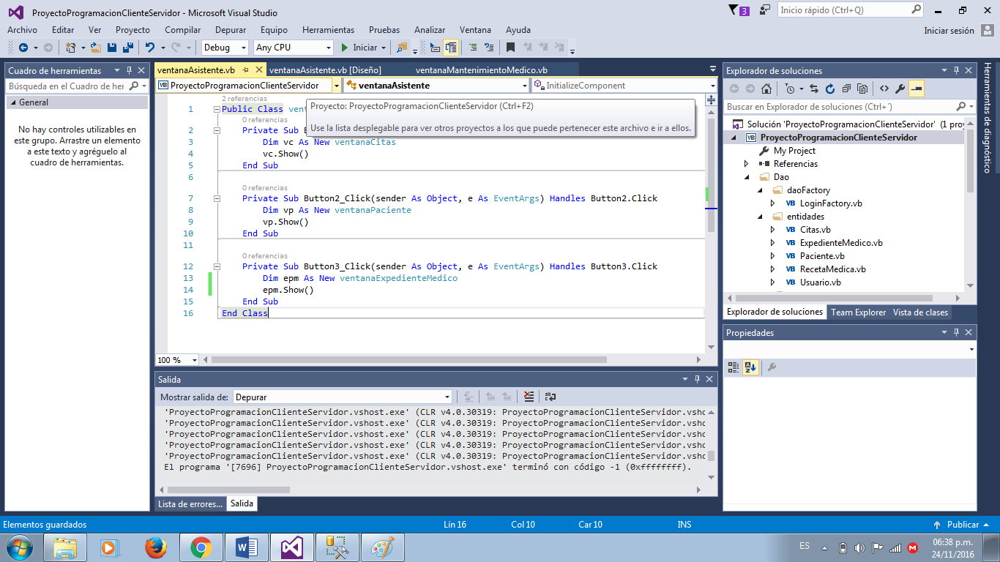 ProyectoProgramacionClienteServidor - Microsoft Visual Studio
3
Inicio rápido (Ctrl+Q)
Archivo Editar Ver Proyecto Compilar Depurar Equipo Herramientas Pruebas Analizar Ventana Ayuda
Iniciar sesión
Debug Any CPU Iniciar
Cuadro de herramientas
Búsqueda en el Cuadro de her
General
No hay controles utilizables en
este grupo. Arrastre un elemento
a este texto y agréguelo al
cuadro de herramientas.
ventanaAsistente.vb ventanaAsistente.vb [Diseño] ventanaMantenimientoMedico.vb
VB ProyectoProgramacionClienteServidor ventanaAsistente InitializeComponent
Proyecto: ProyectoProgramacionClienteServidor (Ctrl+F2)
Use la lista desplegable para ver otros proyectos a los que puede pertenecer este archivo e ir a ellos.
2 referencias
1 Public Class vent
0 referencias
2 Private Sub B
3 Dim vc As New ventanaCitas
4 vc.Show()
5 End Sub
6
0 referencias
7 Private Sub Button2_Click(sender As Object, e As EventArgs) Handles Button2.Click
8 Dim vp As New ventanaPaciente
9 vp.Show()
10 End Sub
11
0 referencias
12 Private Sub Button3_Click(sender As Object, e As EventArgs) Handles Button3.Click
13 Dim epm As New ventanaExpedienteMedico
14 epm.Show()
15 End Sub
16 End Class
100 %
Salida
Mostrar salida de: Depurar
'ProyectoProgramacionClienteServidor.vshost.exe' (CLR v4.0.30319: ProyectoProgramacionClienteServidor.vshc
'ProyectoProgramacionClienteServidor.vshost.exe' (CLR v4.0.30319: ProyectoProgramacionClienteServidor.vshc
'ProyectoProgramacionClienteServidor.vshost.exe' (CLR v4.0.30319: ProyectoProgramacionClienteServidor.vshc
'ProyectoProgramacionClienteServidor.vshost.exe' (CLR v4.0.30319: ProyectoProgramacionClienteServidor.vshc
'ProyectoProgramacionClienteServidor.vshost.exe' (CLR v4.0.30319: ProyectoProgramacionClienteServidor.vshc
El programa '[7696] ProyectoProgramacionClienteServidor.vshost.exe' terminó con código -1 (0xffffffff).
Lista de errores... Salida
Explorador de soluciones
Buscar en Explorador de soluciones (Ctrl+´)
Solución 'ProyectoProgramacionClienteServidor' (1 proy
VB ProyectoProgramacionClienteServidor
My Project
Referencias
Dao
daoFactory
VB LoginFactory.vb
entidades
VB Citas.vb
VB ExpedienteMedico.vb
VB Paciente.vb
VB RecetaMedica.vb
VB Usuario.vb
Explorador de soluciones Team Explorer Vista de clases
Propiedades
Herramientas de diagnóstico
Elementos guardados Lín 16 Col 10 Car 10 INS Publicar
ES
06:38 p.m.
24/11/2016